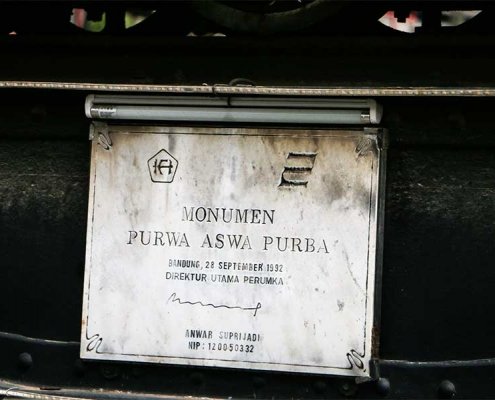 MONUMEN
PURWA ASWA PURBA
BANDUNG, 28 SEPTEMBER 1992
DIREKTUR UTAMA PERUMKA
ANWAR SUPRIJADI
NIP : 120050332